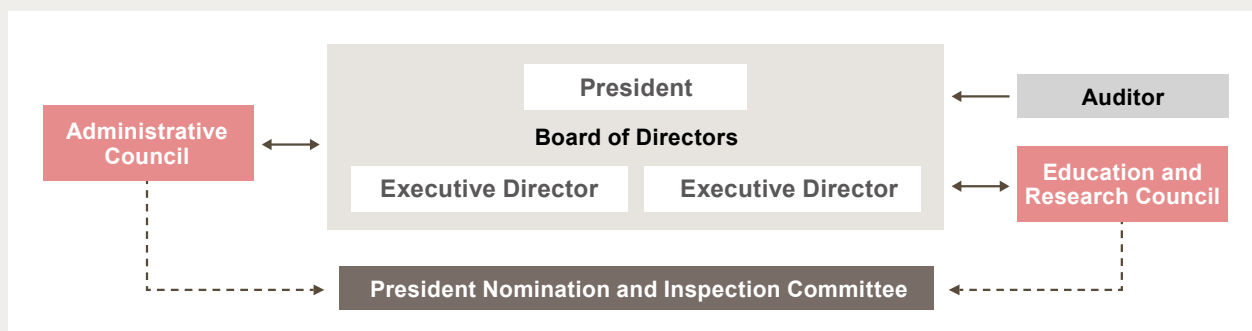 President
Auditor
Administrative
Council
Board of Directors
Executive Director
Executive Director
Education and
Research Council
President Nomination and Inspection Committee